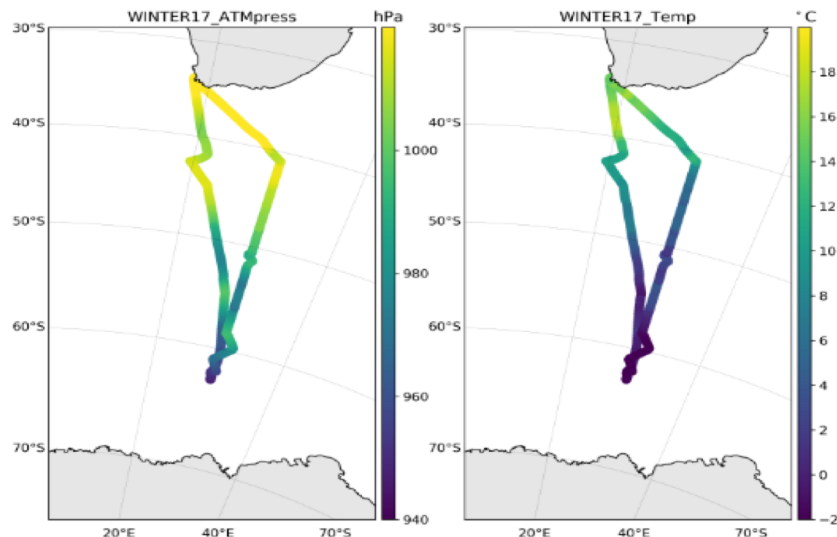 WINTER17_ATMpress hPa
30°S
40°S
50°S
60°S
70°S
20°E 40°E 70°S
1000
980
960
940
WINTER17_Temp °C
30°S
40°S
50°S
60°S
70°S
20°E 40°E 70°S
18
16
14
12
10
8
6
4
2
0
−2